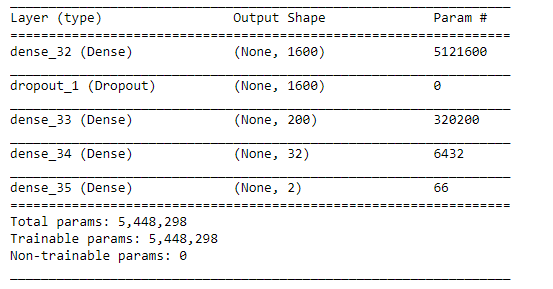 Layer (type) Output Shape Param #
dense_32 (Dense) (None, 1600) 5121600
dropout_1 (Dropout) (None, 1600) 0
dense_33 (Dense) (None, 200) 320200
dense_34 (Dense) (None, 32) 6432
dense_35 (Dense) (None, 2) 66
Total params: 5,448,298
Trainable params: 5,448,298
Non-trainable params: 0